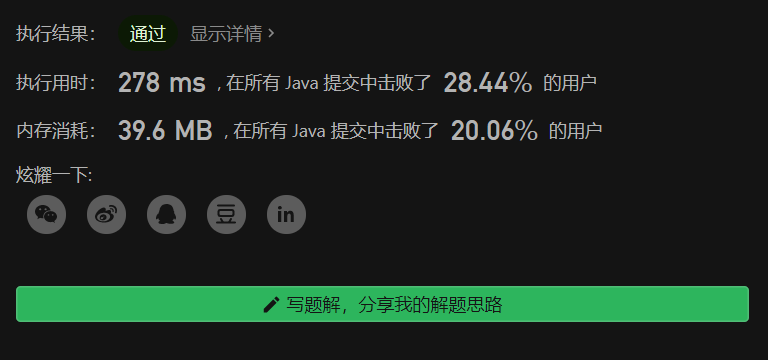 执行结果： 通过 显示详情 >
执行用时： 278 ms , 在所有 Java 提交中击败了 28.44% 的用户
内存消耗： 39.6 MB , 在所有 Java 提交中击败了 20.06% 的用户
炫耀一下:
豆 in
写题解，分享我的解题思路